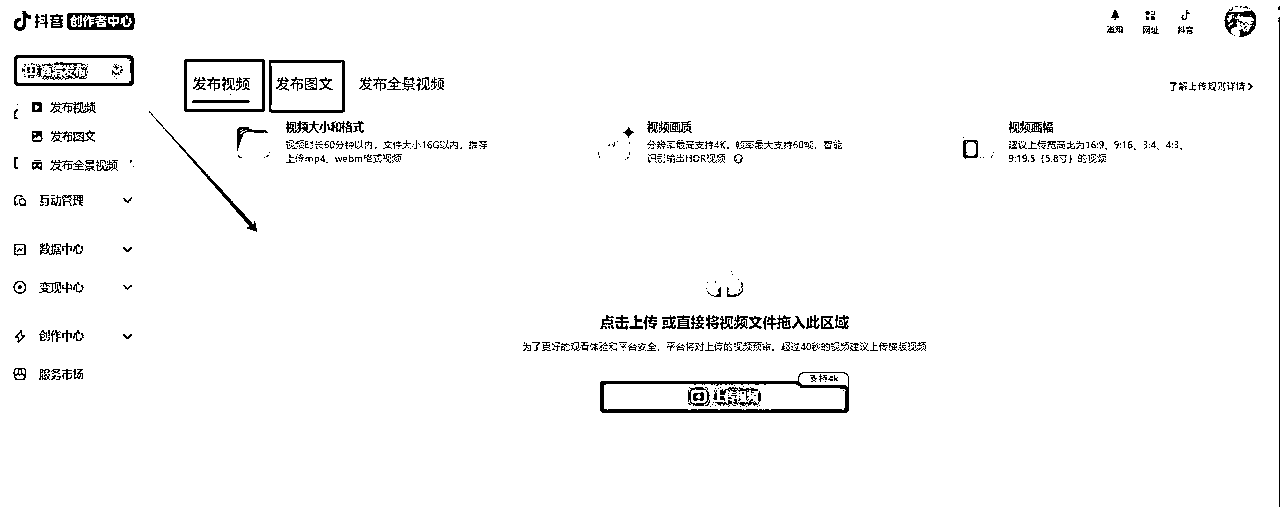 抖音 创作者中心
通知 网址 抖音
发布视频
发布图文
发布全景视频
互动管理
数据中心
变现中心
创作中心
服务市场
发布视频 发布图文 发布全景视频
了解上传规则详情
视频大小和格式
视频时长60分钟以内，文件大小16G以内，推荐
上传mp4、webm格式视频
视频画质
分辨率最高支持4K，帧率最大支持60帧，智能
识别输出HDR视频
视频画幅
建议上传宽高比为16:9、9:16、3:4、4:3、
9:19.5（5.8寸）的视频
点击上传 或直接将视频文件拖入此区域
为了更好的观看体验和平台安全，平台将对上传的视频预审。超过40秒的视频建议上传横版视频
支持4k
上传视频